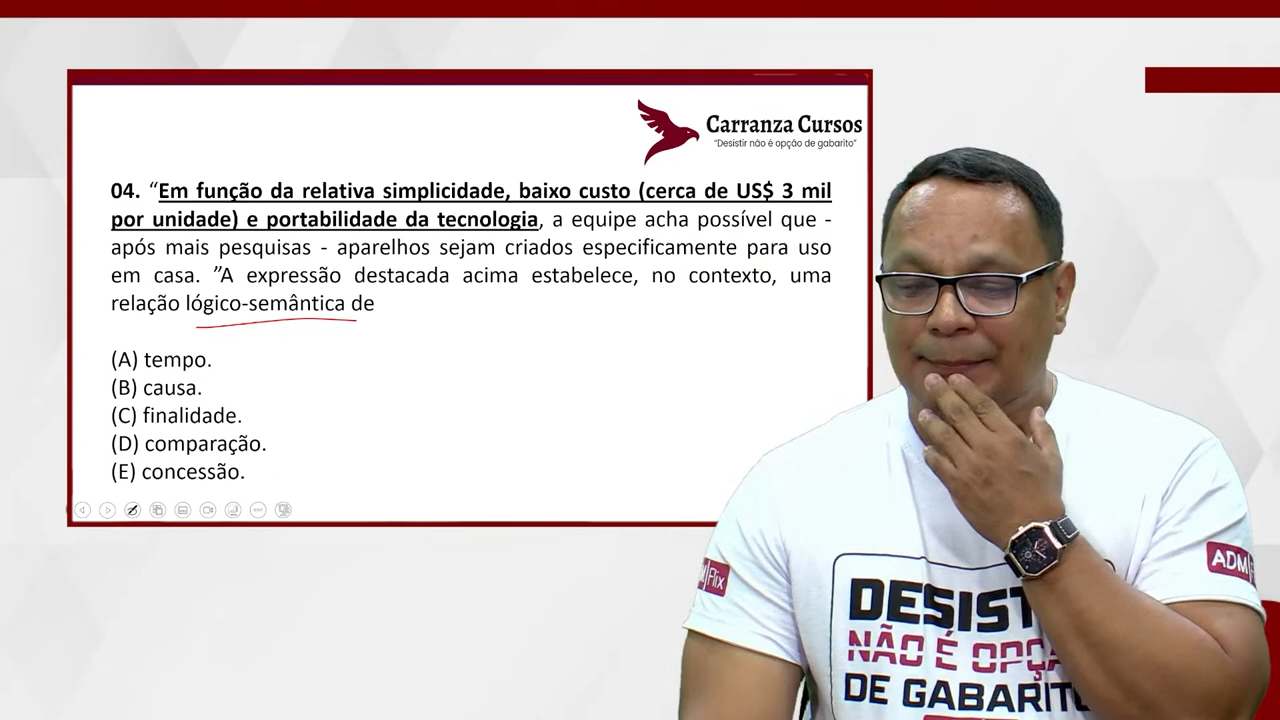 Carranza Cursos
"Desistir não é opção de gabarito"
04. “Em função da relativa simplicidade, baixo custo (cerca de US$ 3 mil
por unidade) e portabilidade da tecnologia, a equipe acha possível que -
após mais pesquisas - aparelhos sejam criados especificamente para uso
em casa. ”A expressão destacada acima estabelece, no contexto, uma
relação lógico-semântica de
(A) tempo.
(B) causa.
(C) finalidade.
(D) comparação.
(E) concessão.
Flix
ADM
DESIST
NÃO É OPÇ
DE GABARIT